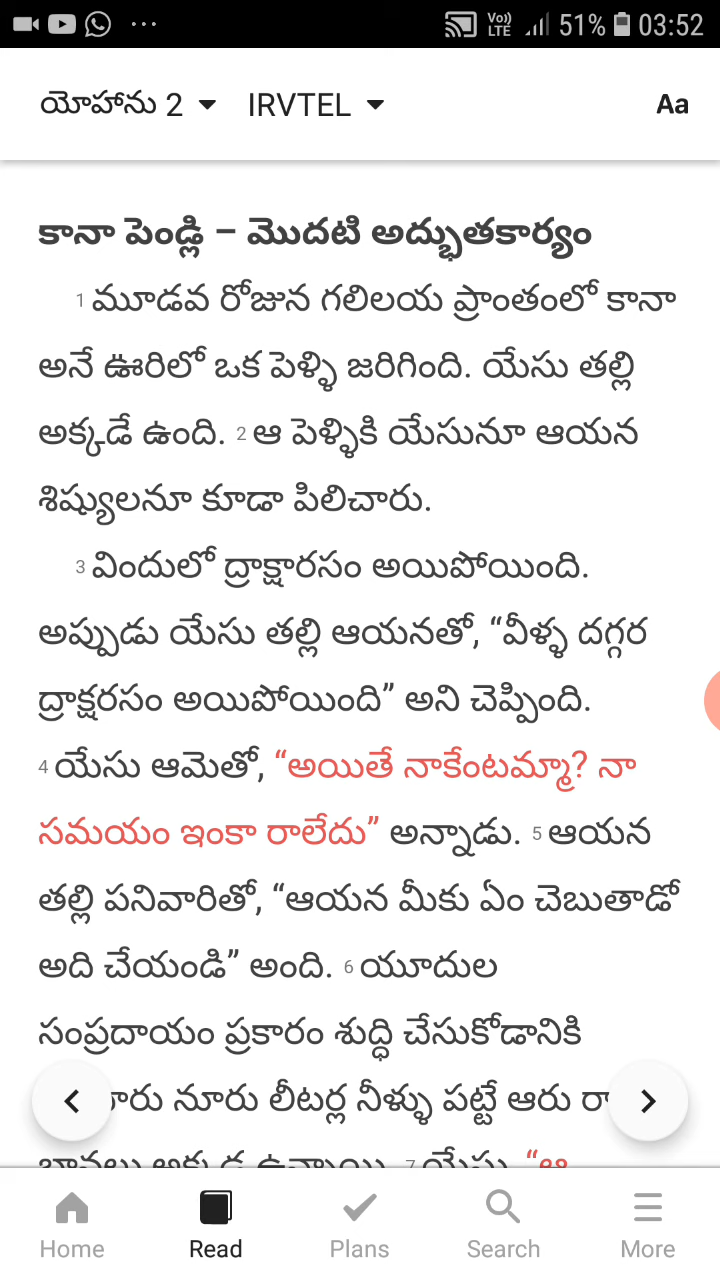 Vo)) LTE 51% 03:52
యోహాను 2 IRVTEL Aa
కానా పెండ్లి – మొదటి అద్భుతకార్యం
1 మూడవ రోజున గలిలయ ప్రాంతంలో కానా
అనే ఊరిలో ఒక పెళ్ళి జరిగింది. యేసు తల్లి
అక్కడే ఉంది. 2 ఆ పెళ్ళికి యేసునూ ఆయన
శిష్యులనూ కూడా పిలిచారు.
3 విందులో ద్రాక్షారసం అయిపోయింది.
అప్పుడు యేసు తల్లి ఆయనతో, “వీళ్ళ దగ్గర
ద్రాక్షరసం అయిపోయింది” అని చెప్పింది.
4 యేసు ఆమెతో, “అయితే నాకేంటమ్మా? నా
సమయం ఇంకా రాలేదు” అన్నాడు. 5 ఆయన
తల్లి పనివారితో, “ఆయన మీకు ఏం చెబుతాడో
అది చేయండి” అంది. 6 యూదుల
సంప్రదాయం ప్రకారం శుద్ధి చేసుకోడానికి
నూరు లీటర్ల నీళ్ళు పట్టే ఆరు
7 యేసు, “ఆ
Home Read Plans Search More